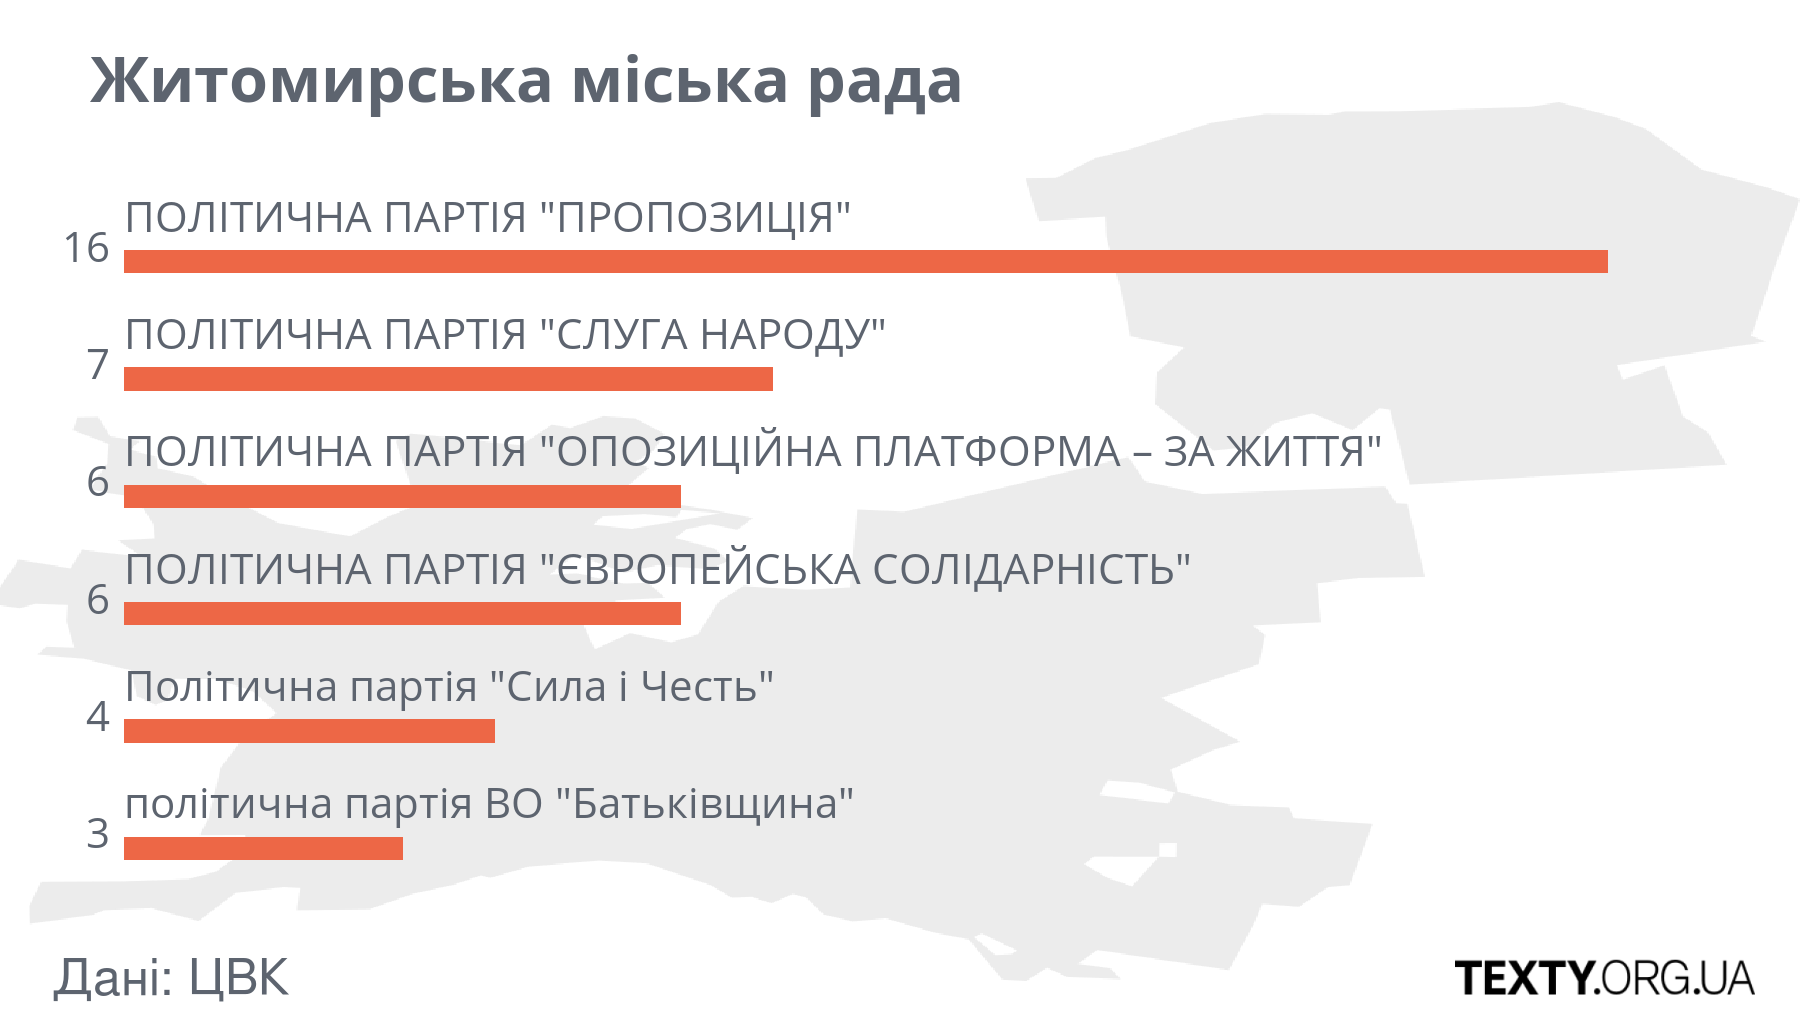 Житомирська міська рада
ПОЛІТИЧНА ПАРТІЯ "ПРОПОЗИЦІЯ"
16
ПОЛІТИЧНА ПАРТІЯ "СЛУГА НАРОДУ"
7
ПОЛІТИЧНА ПАРТІЯ "ОПОЗИЦІЙНА ПЛАТФОРМА – ЗА ЖИТТЯ"
6
ПОЛІТИЧНА ПАРТІЯ "ЄВРОПЕЙСЬКА СОЛІДАРНІСТЬ"
6
Політична партія "Сила і Честь"
4
політична партія ВО "Батьківщина"
3
Дані: ЦВК
TEXTY.ORG.UA